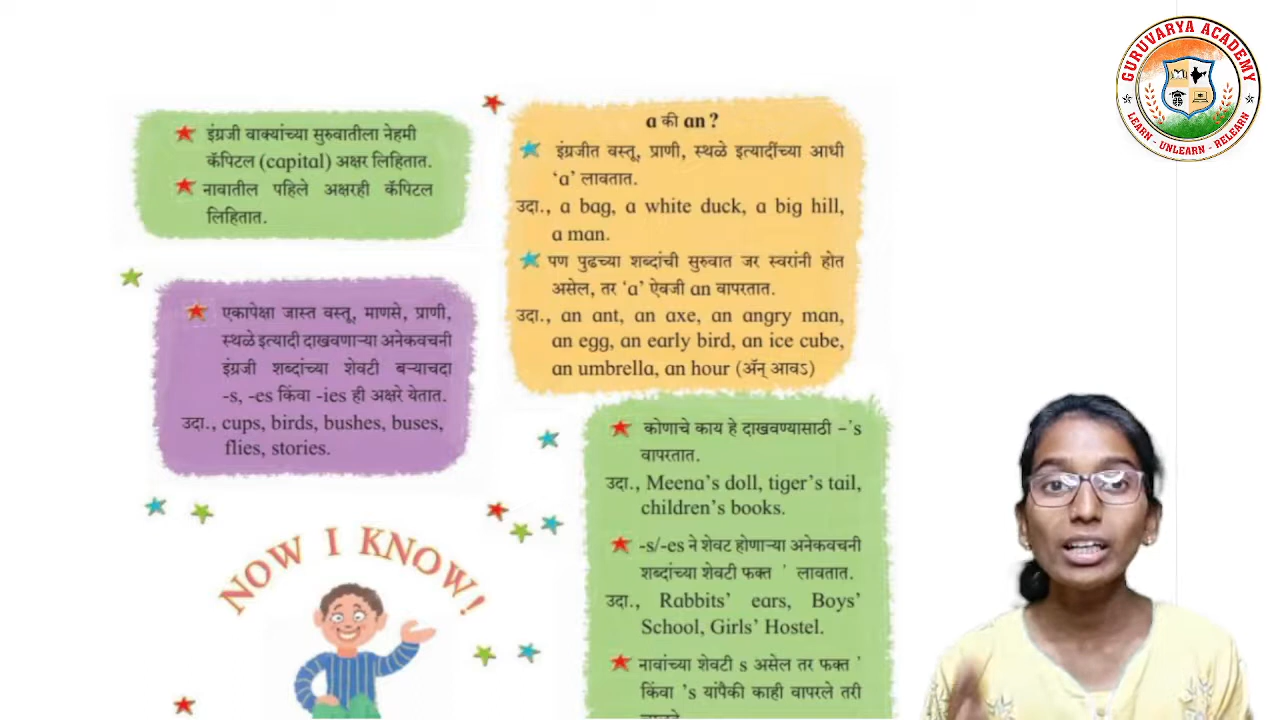 इंग्रजी वाक्यांच्या सुरुवातीला नेहमी
कॅपिटल (capital) अक्षर लिहितात.
नावातील पहिले अक्षरही कॅपिटल
लिहितात.
एकापेक्षा जास्त वस्तू, माणसे, प्राणी,
स्थळे इत्यादी दाखवणाऱ्या अनेकवचनी
इंग्रजी शब्दांच्या शेवटी बऱ्याचदा
-s, -es किंवा -ies ही अक्षरे येतात.
उदा., cups, birds, bushes, buses,
flies, stories.
NOW I KNOW!
a की an ?
इंग्रजीत वस्तू, प्राणी, स्थळे इत्यादींच्या आधी
‘a’ लावतात.
उदा., a bag, a white duck, a big hill,
a man.
पण पुढच्या शब्दांची सुरुवात जर स्वरांनी होत
असेल, तर ‘a’ ऐवजी an वापरतात.
उदा., an ant, an axe, an angry man,
an egg, an early bird, an ice cube,
an umbrella, an hour (ॲन् आवऽ)
कोणाचे काय हे दाखवण्यासाठी –’s
वापरतात.
उदा., Meena’s doll, tiger’s tail,
children’s books.
-s/-es ने शेवट होणाऱ्या अनेकवचनी
शब्दांच्या शेवटी फक्त ’ लावतात.
उदा., Rabbits’ ears, Boys’
School, Girls’ Hostel.
नावांच्या शेवटी s असेल तर फक्त ’
किंवा ’s यांपैकी काही वापरले तरी
GURUVARYA ACADEMY
LEARN - UNLEARN - RELEARN